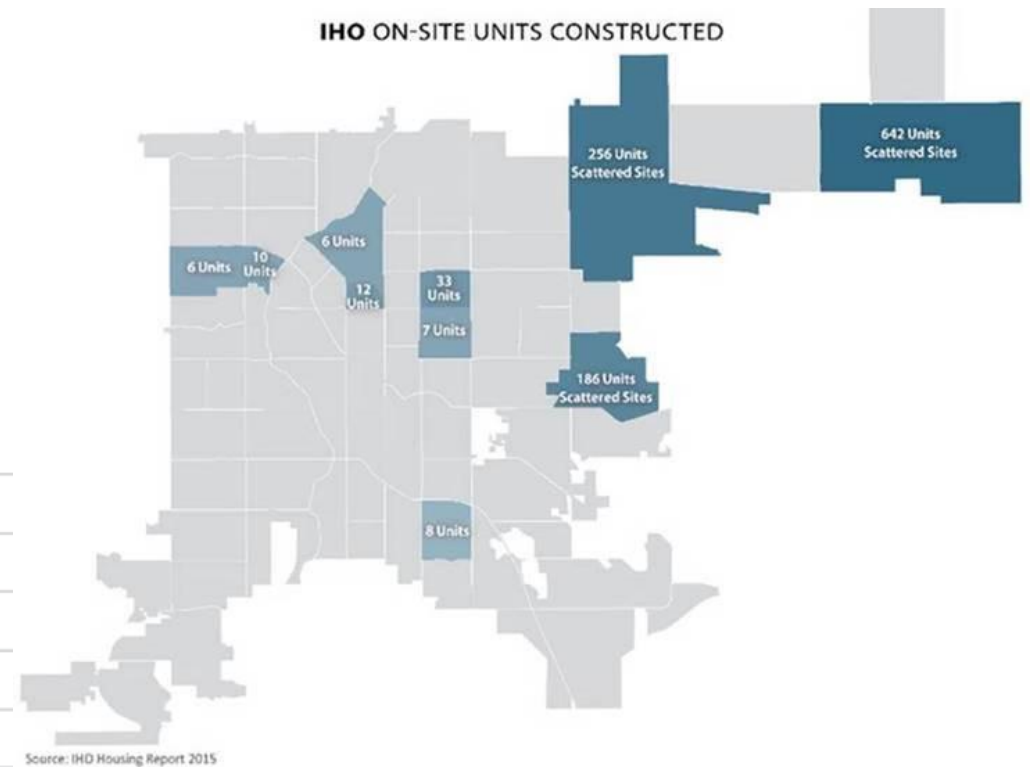 IHO ON-SITE UNITS CONSTRUCTED
642 Units
Scattered Sites
256 Units
Scattered Sites
6 Units
6 Units
10
Units
12
Units
33
Units
7 Units
186 Units
Scattered Sites
8 Units
Source: IHO Housing Report 2015